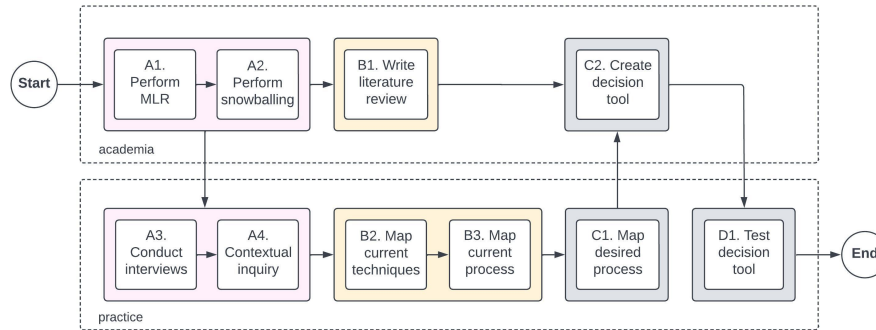 Start
A1.
Perform
MLR
A2.
Perform
snowballing
B1. Write
literature
review
C2. Create
decision
tool
academia
A3.
Conduct
interviews
A4.
Contextual
inquiry
B2. Map
current
techniques
B3. Map
current
process
C1. Map
desired
process
D1. Test
decision
tool
End
practice